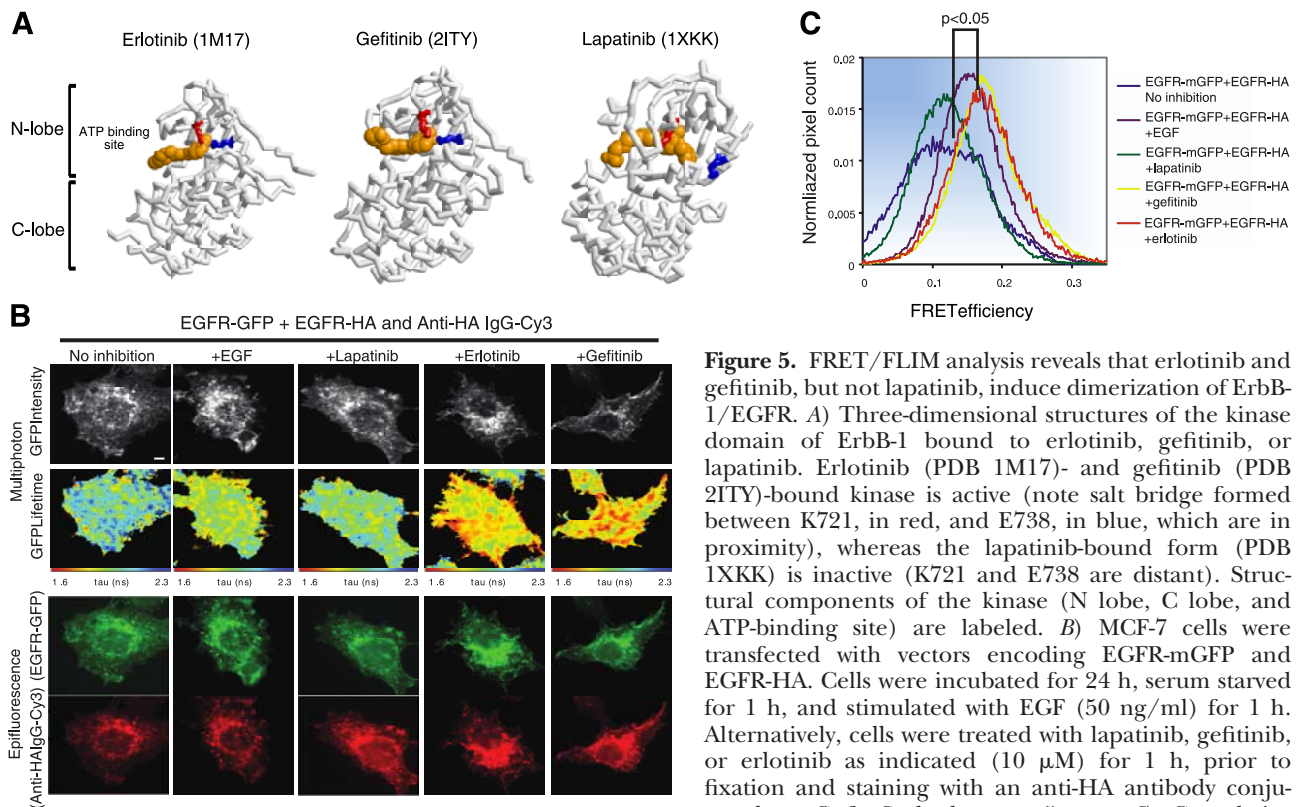 A
Erlotinib (1M17)
Gefitinib (2ITY)
Lapatinib (1XKK)
N-lobe
ATP binding
site
C-lobe
B
EGFR-GFP + EGFR-HA and Anti-HA IgG-Cy3
No inhibition
+EGF
+Lapatinib
+Erlotinib
+Gefitinib
Multiphoton
GFPIntensity
GFPLifetime
1.6 tau (ns) 2.3
1.6 tau (ns) 2.3
1.6 tau (ns) 2.3
1.6 tau (ns) 2.3
1.6 tau (ns) 2.3
Epifluorescence
(EGFR-GFP)
(Anti-HAIgG-Cy3)
C
p<0.05
Normliazed pixel count
0.02
0.015
0.01
0.005
0
0 0.1 0.2 0.3
FRETefficiency
EGFR-mGFP+EGFR-HA
No inhibition
EGFR-mGFP+EGFR-HA
+EGF
EGFR-mGFP+EGFR-HA
+lapatinib
EGFR-mGFP+EGFR-HA
+gefitinib
EGFR-mGFP+EGFR-HA
+erlotinib
Figure 5. FRET/FLIM analysis reveals that erlotinib and
gefitinib, but not lapatinib, induce dimerization of ErbB-
1/EGFR. A) Three-dimensional structures of the kinase
domain of ErbB-1 bound to erlotinib, gefitinib, or
lapatinib. Erlotinib (PDB 1M17)- and gefitinib (PDB
2ITY)-bound kinase is active (note salt bridge formed
between K721, in red, and E738, in blue, which are in
proximity), whereas the lapatinib-bound form (PDB
1XKK) is inactive (K721 and E738 are distant). Struc-
tural components of the kinase (N lobe, C lobe, and
ATP-binding site) are labeled. B) MCF-7 cells were
transfected with vectors encoding EGFR-mGFP and
EGFR-HA. Cells were incubated for 24 h, serum starved
for 1 h, and stimulated with EGF (50 ng/ml) for 1 h.
Alternatively, cells were treated with lapatinib, gefitinib,
or erlotinib as indicated (10 μM) for 1 h, prior to
fixation and staining with an anti-HA antibody conju-